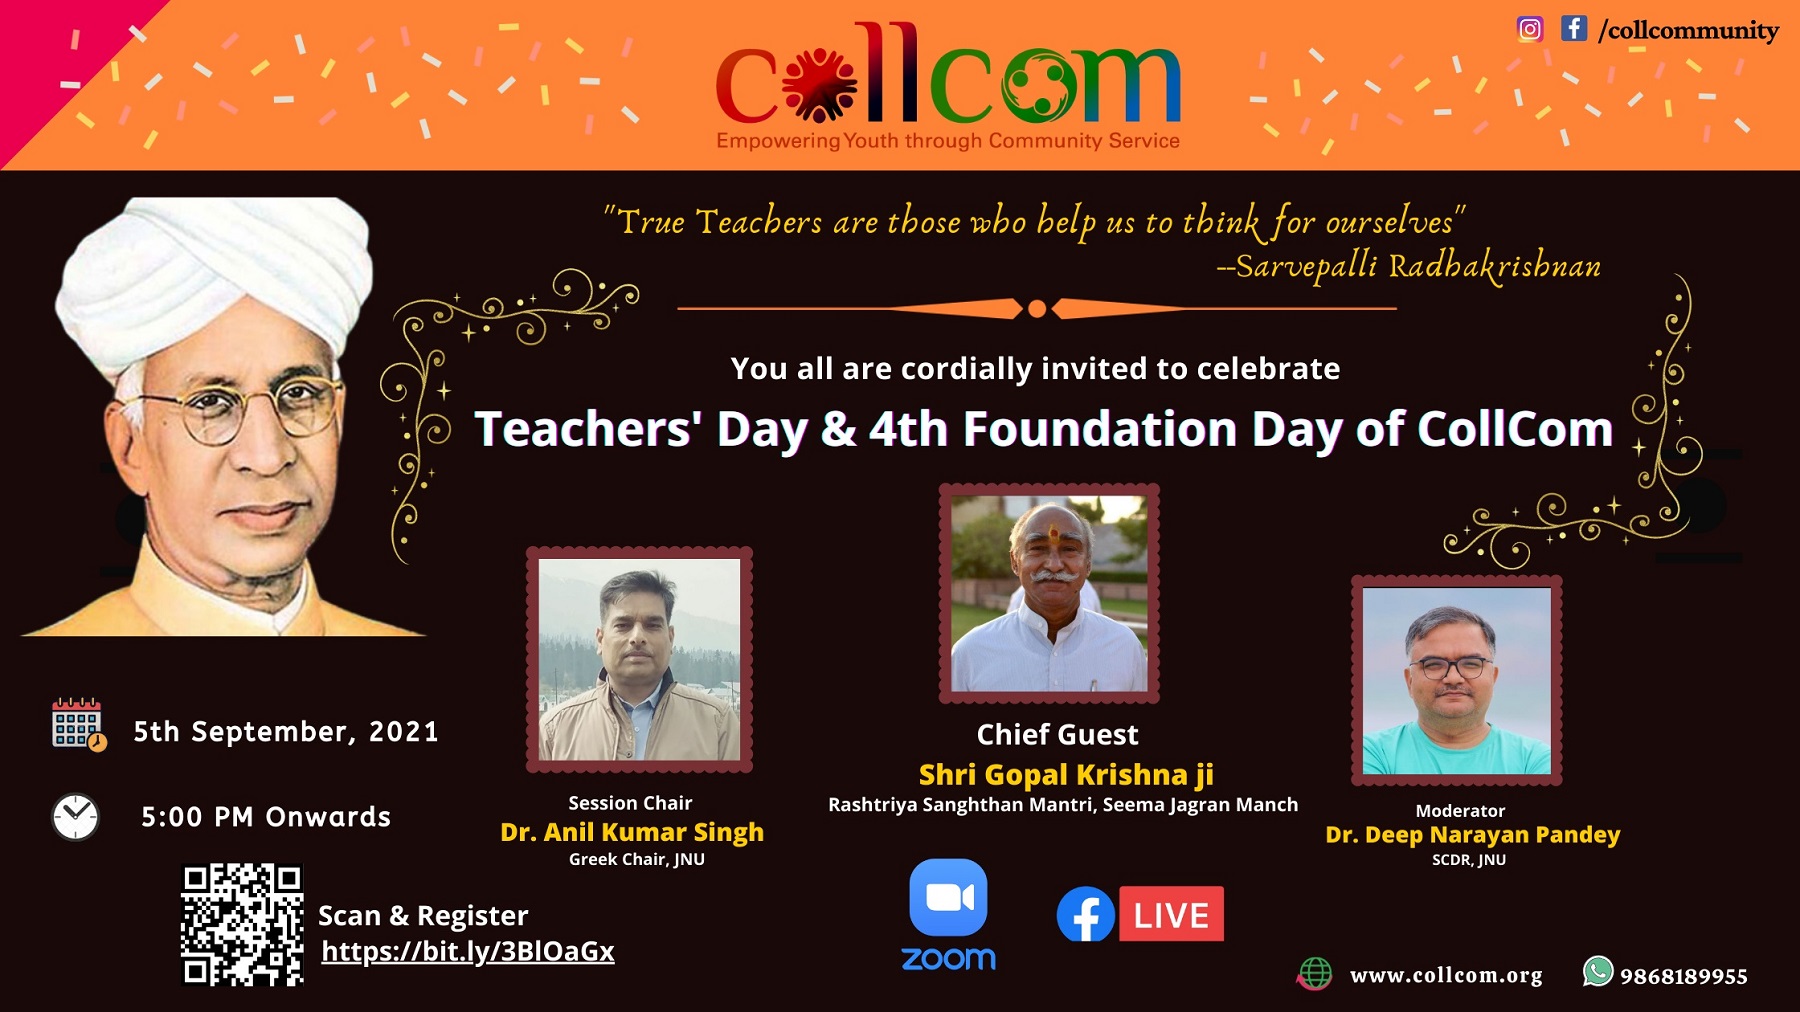 /collcommunity
collcom
Empowering Youth through Community Service
"True Teachers are those who help us to think for ourselves"
--Sarvepalli Radhakrishnan
You all are cordially invited to celebrate
Teachers' Day & 4th Foundation Day of CollCom
5th September, 2021
5:00 PM Onwards
Session Chair
Dr. Anil Kumar Singh
Greek Chair, JNU
Chief Guest
Shri Gopal Krishna ji
Rashtriya Sanghthan Mantri, Seema Jagran Manch
Moderator
Dr. Deep Narayan Pandey
SCDR, JNU
Scan & Register
https://bit.ly/3BlOaGx
zoom
LIVE
www.collcom.org
9868189955